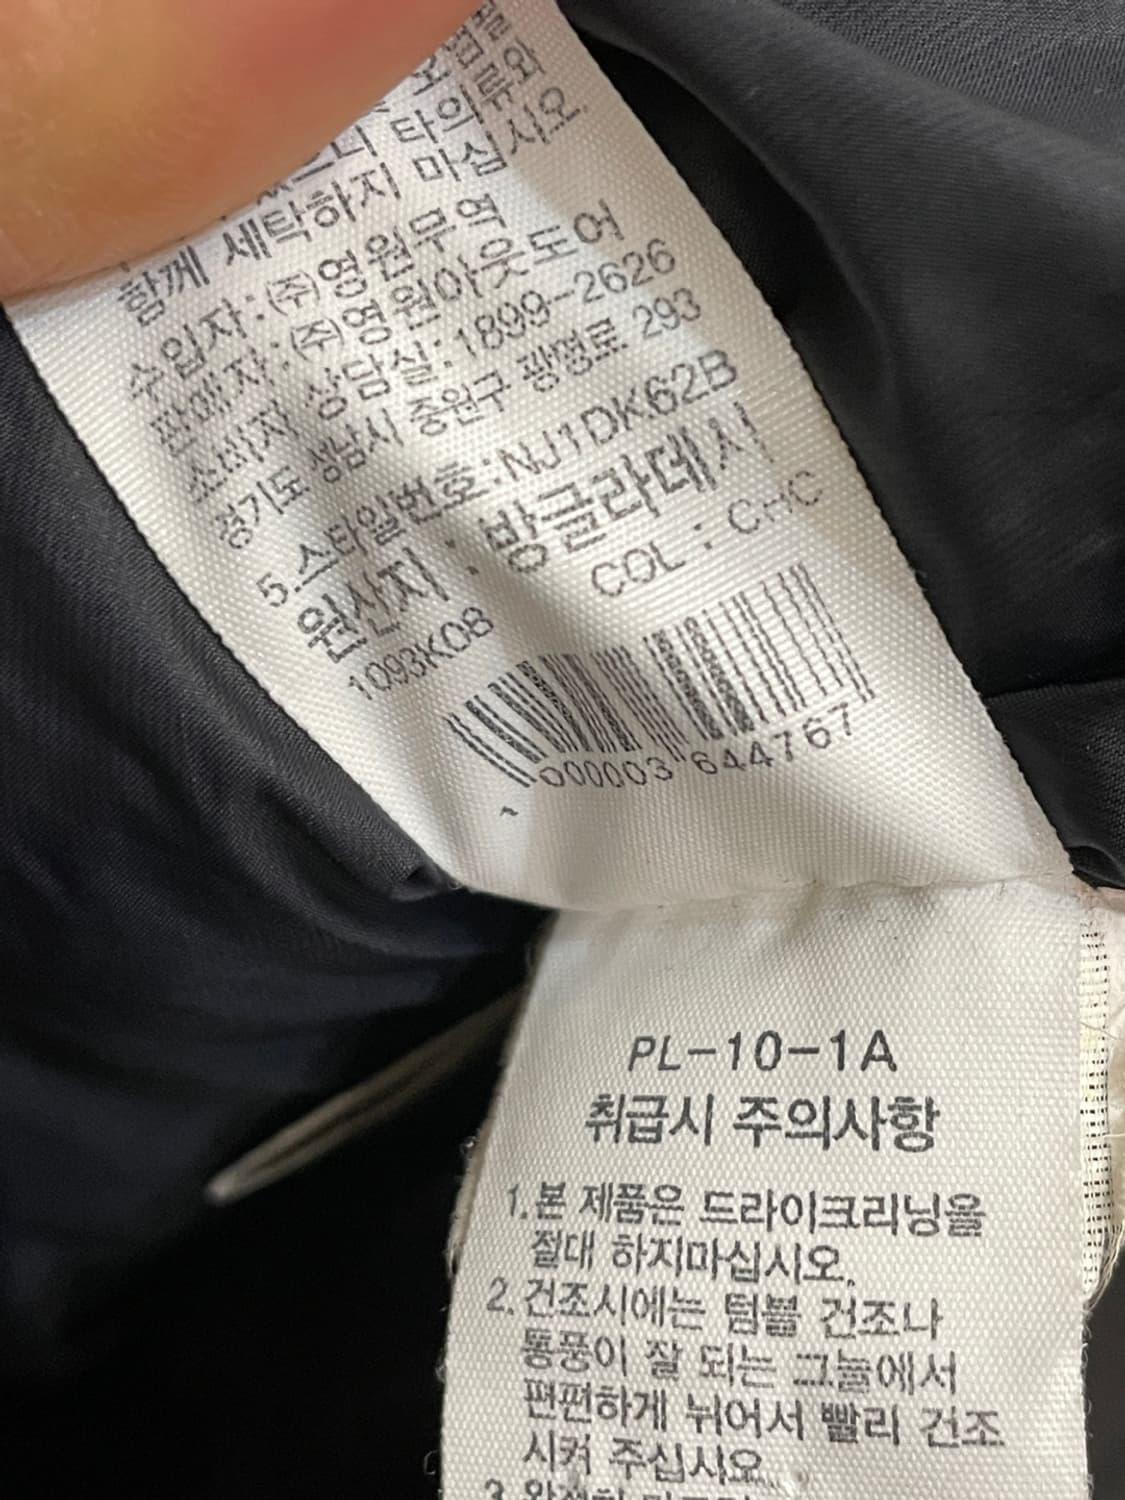 타의
함께 세탁하지 마십시오
수입자:(주)영원무역
판매자:(주)영원아웃도어
소비자 상담실:1899-2626
경기도 성남시 중원구 광명로 293
5.스타일번호:NJ1DK62B
원산지 : 방글라데시
1093K08 COL : CHC
000003 644767
PL-10-1A
취급시 주의사항
1.본 제품은 드라이크리닝을
절대 하지마십시오.
2.건조시에는 텀블 건조나
통풍이 잘 되는 그늘에서
편편하게 뉘어서 빨리 건조
시켜 주십시오
3.